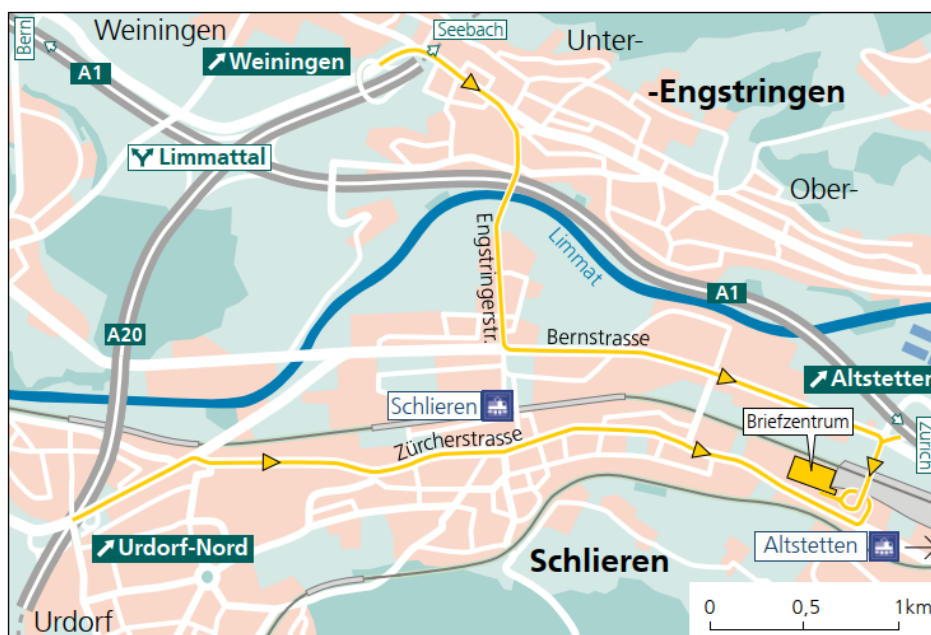 Bern
Weiningen
Seebach
Unter-
Weiningen
A1
-Engstringen
Limmattal
Ober-
Engstringerstr.
Limmat
A1
A20
Bernstrasse
Altstetten
Schlieren
Briefzentrum
Zürich
Zürcherstrasse
Urdorf-Nord
Altstetten
Schlieren
0 0,5 1km
Urdorf